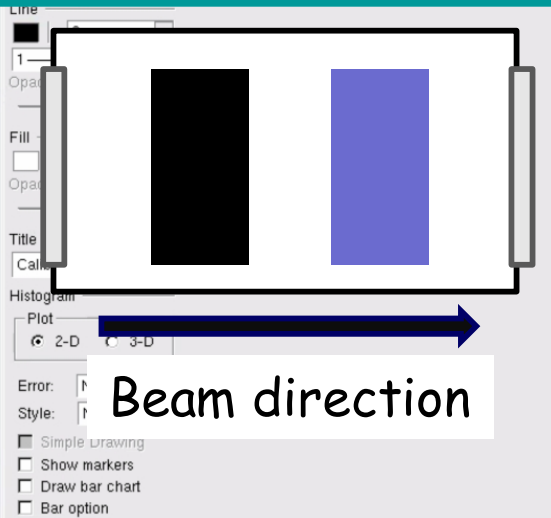 Line
1
Fill
Title
Histogram
Plot
2-D
3-D
Beam direction
Error:
Style:
Simple Drawing
Show markers
Draw bar chart
Bar option